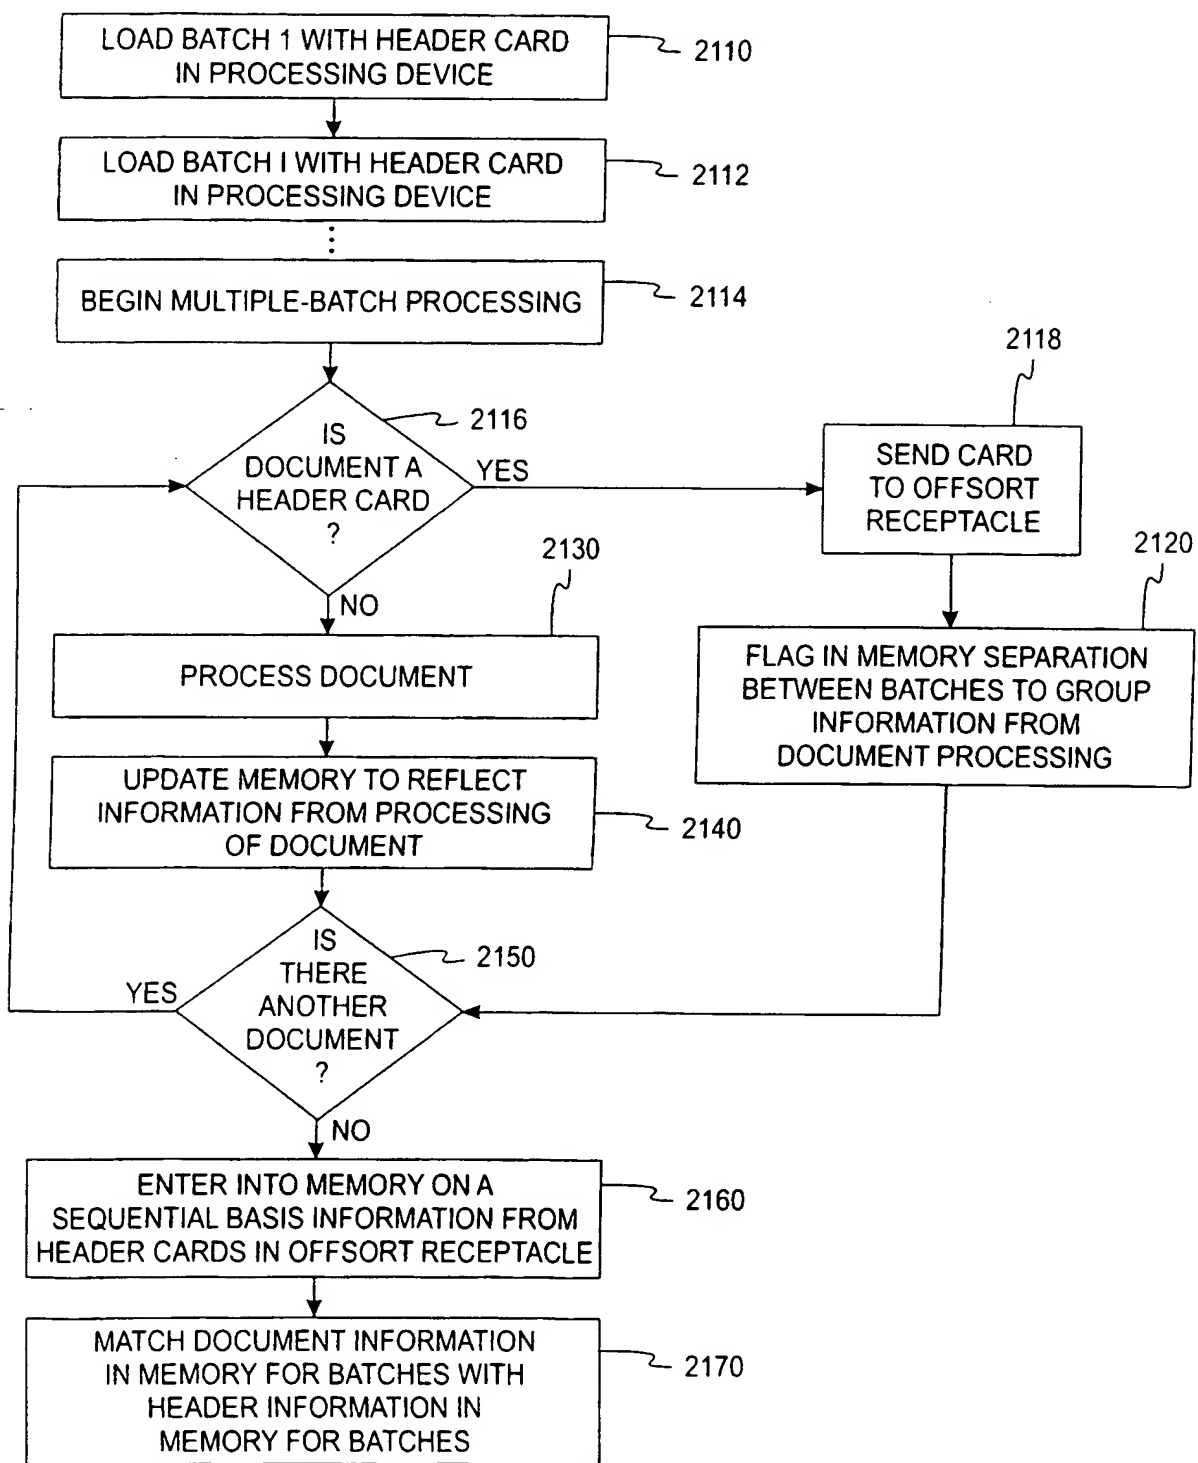 LOAD BATCH 1 WITH HEADER CARD
IN PROCESSING DEVICE
2110
LOAD BATCH I WITH HEADER CARD
IN PROCESSING DEVICE
2112
BEGIN MULTIPLE-BATCH PROCESSING
2114
2116
IS
DOCUMENT A
HEADER CARD
?
YES
NO
2118
SEND CARD
TO OFFSORT
RECEPTACLE
2120
FLAG IN MEMORY SEPARATION
BETWEEN BATCHES TO GROUP
INFORMATION FROM
DOCUMENT PROCESSING
2130
PROCESS DOCUMENT
UPDATE MEMORY TO REFLECT
INFORMATION FROM PROCESSING
OF DOCUMENT
2140
IS
THERE
ANOTHER
DOCUMENT
?
2150
YES
NO
ENTER INTO MEMORY ON A
SEQUENTIAL BASIS INFORMATION FROM
HEADER CARDS IN OFFSORT RECEPTACLE
2160
MATCH DOCUMENT INFORMATION
IN MEMORY FOR BATCHES WITH
HEADER INFORMATION IN
MEMORY FOR BATCHES
2170